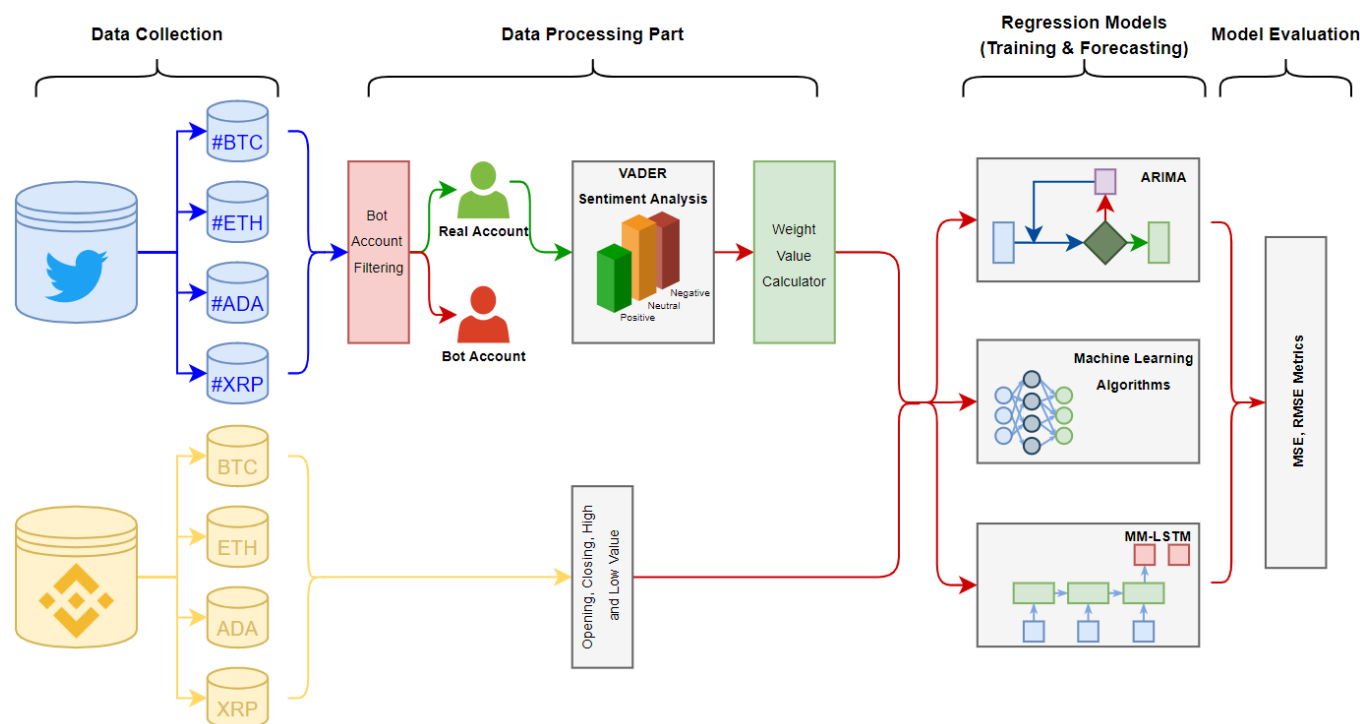 Data Collection
Data Processing Part
Regression Models
(Training & Forecasting)
Model Evaluation
#BTC
#ETH
#ADA
#XRP
Bot
Account
Filtering
Real Account
Bot Account
VADER
Sentiment Analysis
Negative
Neutral
Positive
Weight
Value
Calculator
ARIMA
Machine Learning
Algorithms
MM-LSTM
MSE, RMSE Metrics
BTC
ETH
ADA
XRP
Opening, Closing, High
and Low Value